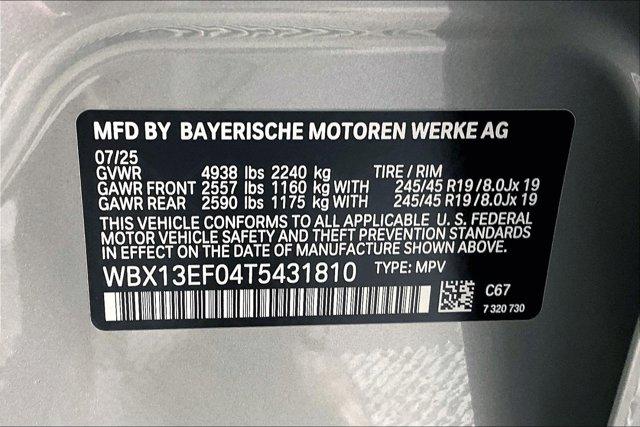 MFD BY BAYERISCHE MOTOREN WERKE AG
07/25
GVWR 4938 lbs 2240 kg TIRE / RIM
GAWR FRONT 2557 lbs 1160 kg WITH 245/45 R19 / 8.0Jx 19
GAWR REAR 2590 lbs 1175 kg WITH 245/45 R19 / 8.0Jx 19
THIS VEHICLE CONFORMS TO ALL APPLICABLE U. S. FEDERAL
MOTOR VEHICLE SAFETY AND THEFT PREVENTION STANDARDS
IN EFFECT ON THE DATE OF MANUFACTURE SHOWN ABOVE.
WBX13EF04T5431810 TYPE: MPV
C67
7 320 730